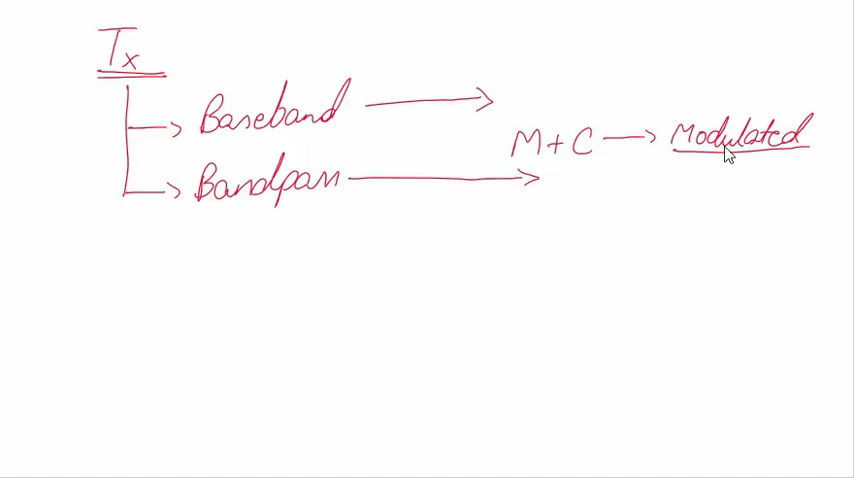 Tx
Baseband
M+C → Modulated
Bandpass